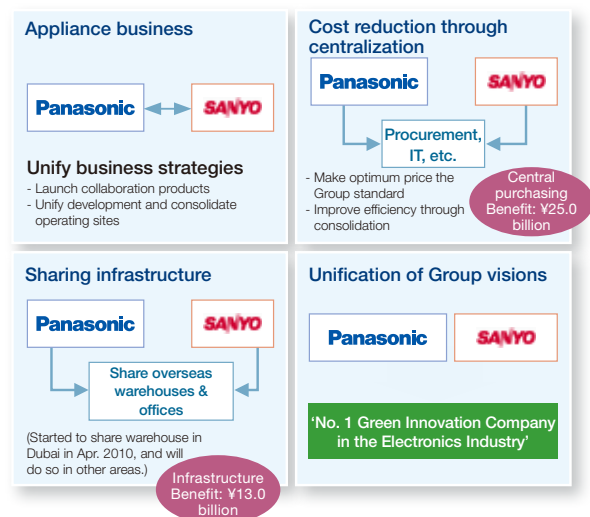 Appliance business
Panasonic
SANYO
Unify business strategies
- Launch collaboration products
- Unify development and consolidate
operating sites
Cost reduction through
centralization
Panasonic
SANYO
Procurement,
IT, etc.
- Make optimum price the
Group standard
- Improve efficiency through
consolidation
Central
purchasing
Benefit: ¥25.0
billion
Sharing infrastructure
Panasonic
SANYO
Share overseas
warehouses &
offices
(Started to share warehouse in
Dubai in Apr. 2010, and will
do so in other areas.)
Infrastructure
Benefit: ¥13.0
billion
Unification of Group visions
Panasonic
SANYO
‘No. 1 Green Innovation Company
in the Electronics Industry’